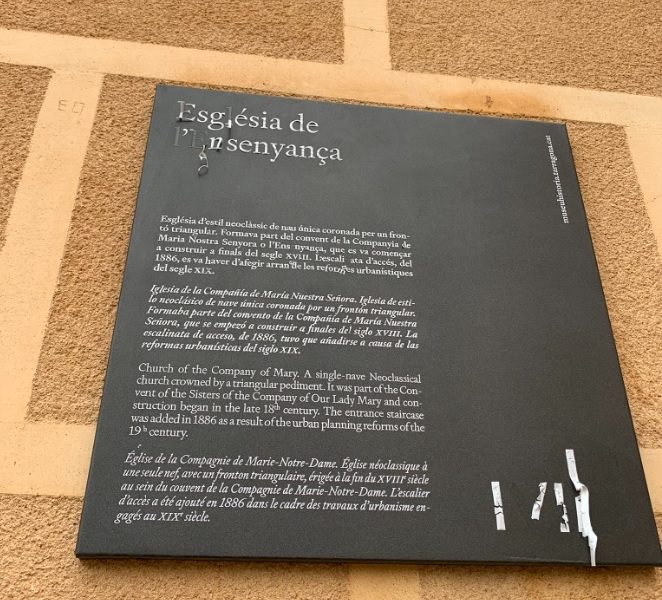 Església de
l'Ensenyança
museuhistoria.tarragona.cat
Església d'estil neoclàssic de nau única coronada per un fron-
tó triangular. Formava part del convent de la Companyia de
Maria Nostra Senyora o l'Ens nyança, que es va començar
a construir a finals del segle XVIII. L'escali ata d'accés, del
1886, es va haver d'afegir arran de les reformes urbanístiques
del segle XIX.
Iglesia de la Compañía de María Nuestra Señora. Iglesia de esti-
lo neoclásico de nave única coronada por un frontón triangular.
Formaba parte del convento de la Compañía de María Nuestra
Señora, que se empezó a construir a finales del siglo XVIII. La
escalinata de acceso, de 1886, tuvo que añadirse a causa de las
reformas urbanísticas del siglo XIX.
Church of the Company of Mary. A single-nave Neoclassical
church crowned by a triangular pediment. It was part of the Con-
vent of the Sisters of the Company of Our Lady Mary and con-
struction began in the late 18th century. The entrance staircase
was added in 1886 as a result of the urban planning reforms of the
19 h century.
Église de la Compagnie de Marie-Notre-Dame. Église néoclassique à
une seule nef, avec un fronton triangulaire, érigée à la fin du XVIIIe siècle
au sein du couvent de la Compagnie de Marie-Notre-Dame. L'escalier
d'accès a été ajouté en 1886 dans le cadre des travaux d'urbanisme en-
gagés au XIXe siècle.